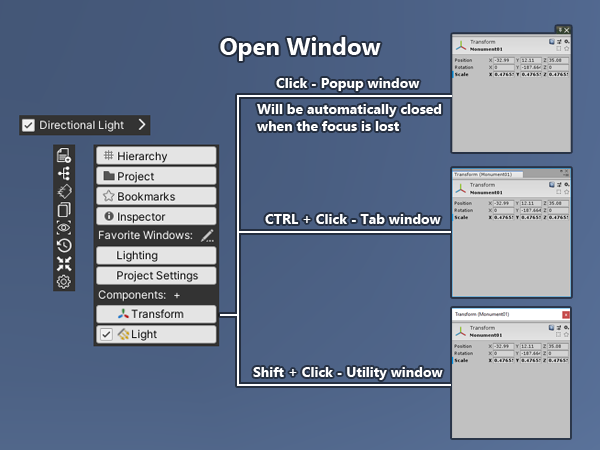 Open Window
Click - Popup window
Will be automatically closed
when the focus is lost
Directional Light
Hierarchy
Project
Bookmarks
Inspector
Favorite Windows:
Lighting
Project Settings
Components: +
Transform
Light
CTRL + Click - Tab window
Shift + Click - Utility window
Transform
Monument01
Position X -32.99 Y 12.11 Z 35.08
Rotation X 0 Y -187.664 Z 0
Scale X 0.4765 Y 0.4765 Z 0.4765
Transform (Monument01)
Transform
Monument01
Position X -32.99 Y 12.11 Z 35.08
Rotation X 0 Y -187.664 Z 0
Scale X 0.4765 Y 0.4765 Z 0.4765
Transform (Monument01)
Transform
Monument01
Position X -32.99 Y 12.11 Z 35.08
Rotation X 0 Y -187.664 Z 0
Scale X 0.4765 Y 0.4765 Z 0.4765